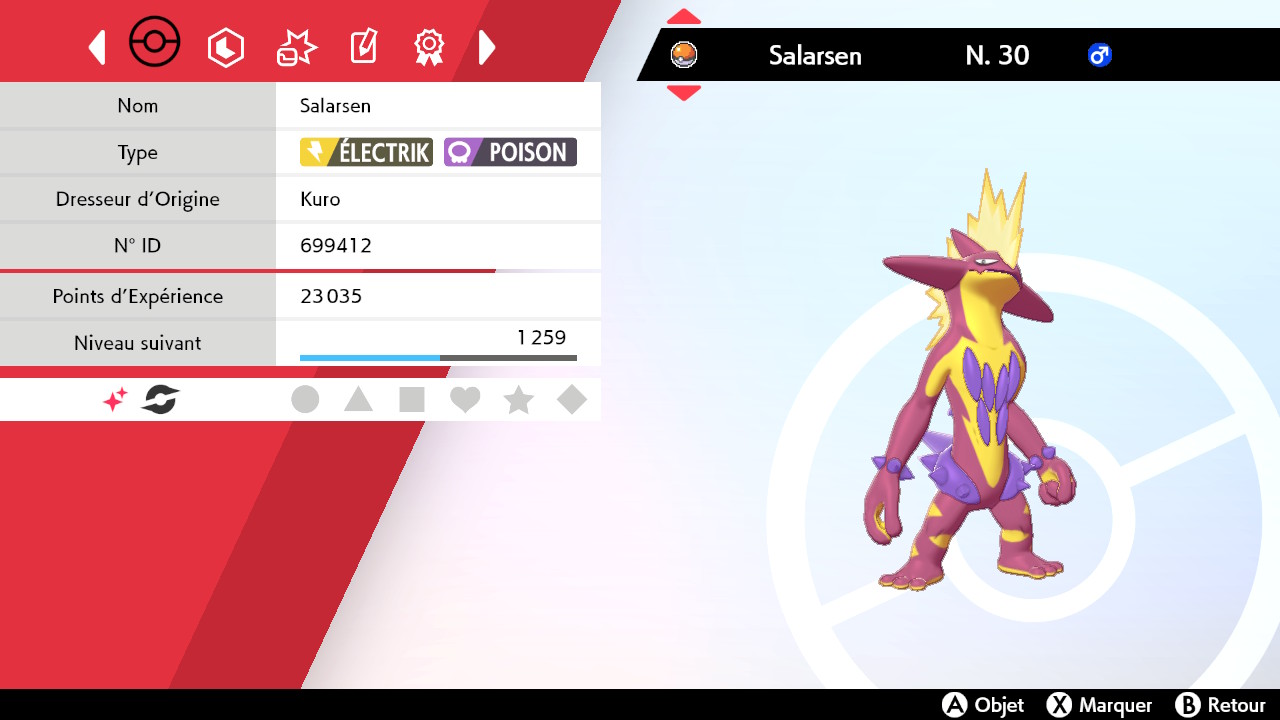 Salarsen N. 30
Nom Salarsen
Type ÉLECTRIK POISON
Dresseur d’Origine Kuro
N° ID 699412
Points d’Expérience 23 035
Niveau suivant 1 259
A Objet X Marquer B Retour